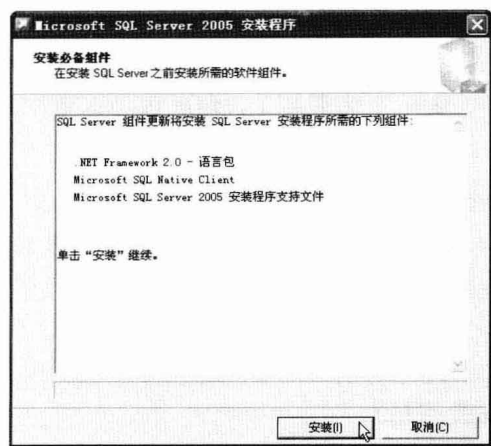 Microsoft SQL Server 2005 安装程序
安装必备组件
在安装 SQL Server之前安装所需的软件组件。
SQL Server 组件更新将安装 SQL Server 安装程序所需的下列组件:
.NET Framework 2.0 - 语言包
Microsoft SQL Native Client
Microsoft SQL Server 2005 安装程序支持文件
单击“安装”继续。
安装(I)
取消(C)